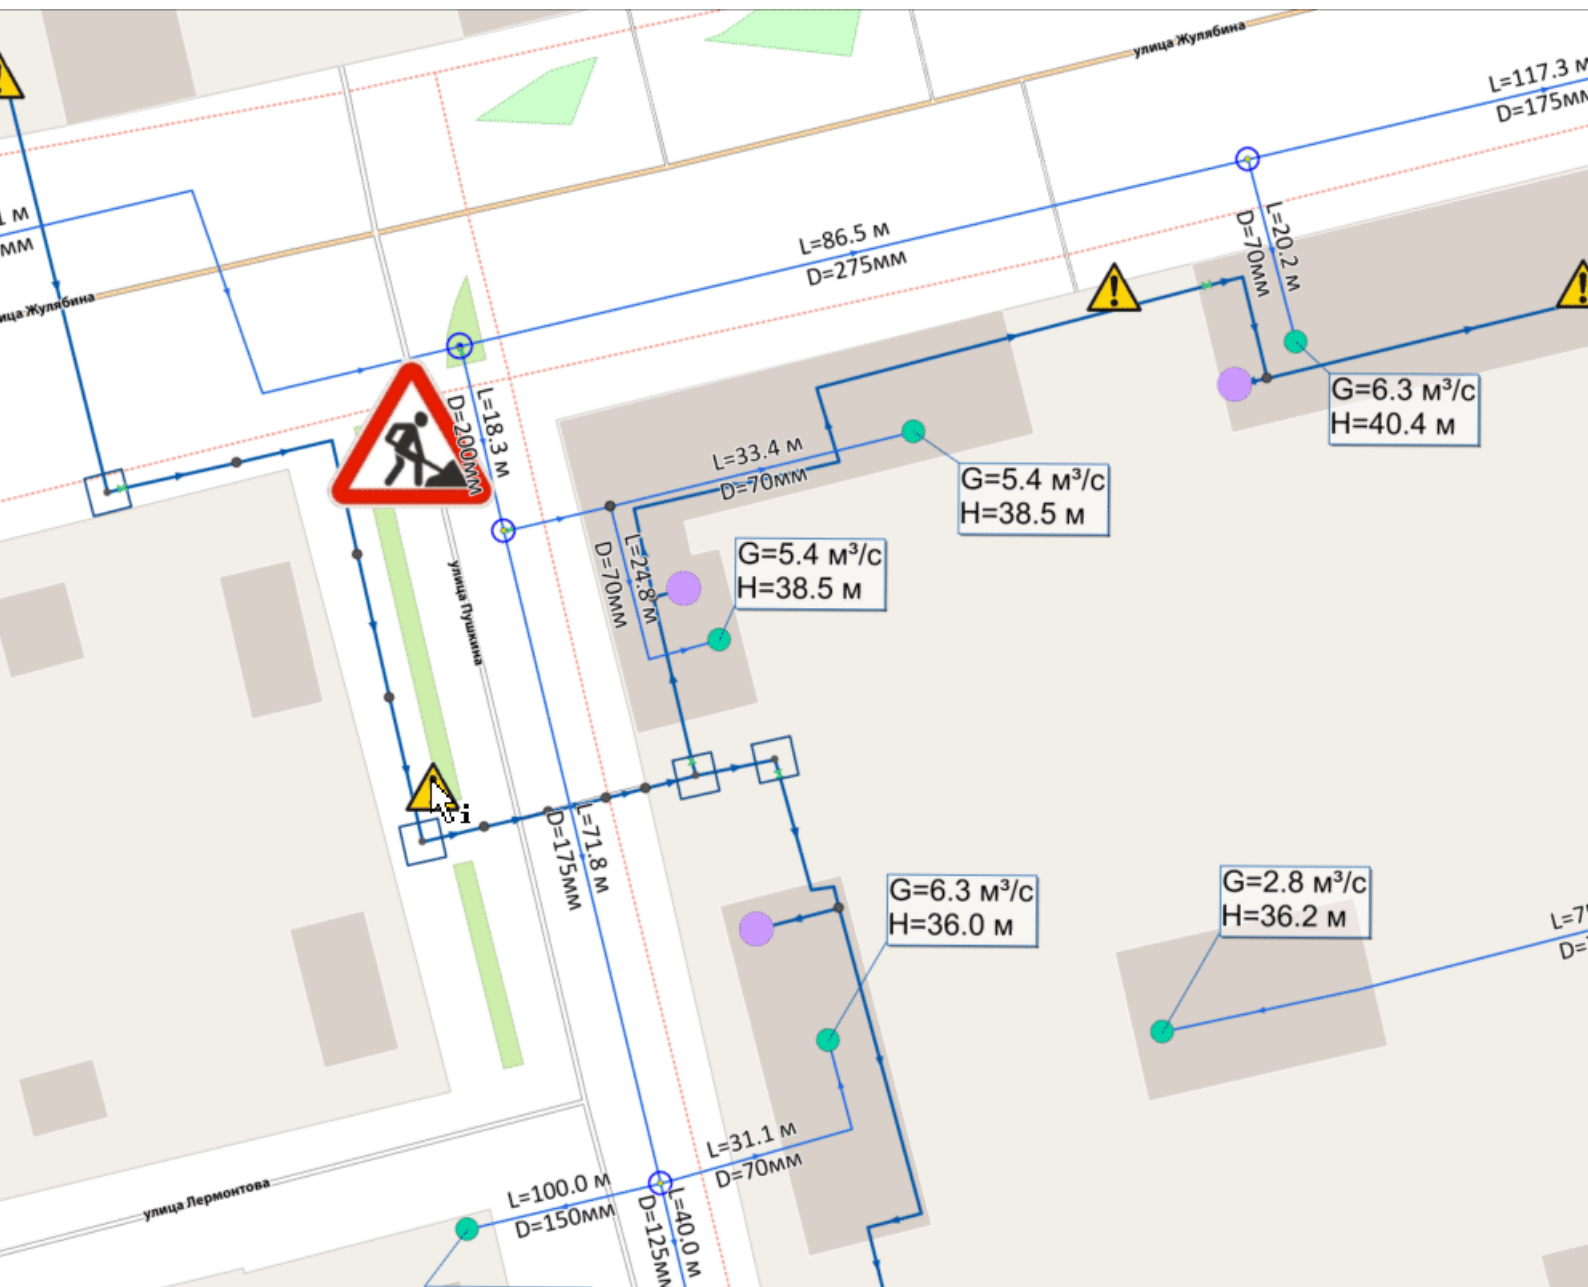 улица Жулябина
L=117.3 м
D=175мм
L=86.5 м
D=275мм
L=20.2 м
D=70мм
G=6.3 м³/с
H=40.4 м
L=18.3 м
D=200мм
L=33.4 м
D=70мм
G=5.4 м³/с
H=38.5 м
L=24.8 м
D=70мм
G=5.4 м³/с
H=38.5 м
улица Пушкина
L=71.8 м
D=175мм
G=6.3 м³/с
H=36.0 м
G=2.8 м³/с
H=36.2 м
L=31.1 м
D=70мм
L=100.0 м
D=150мм
L=40.0 м
D=125мм
улица Лермонтова